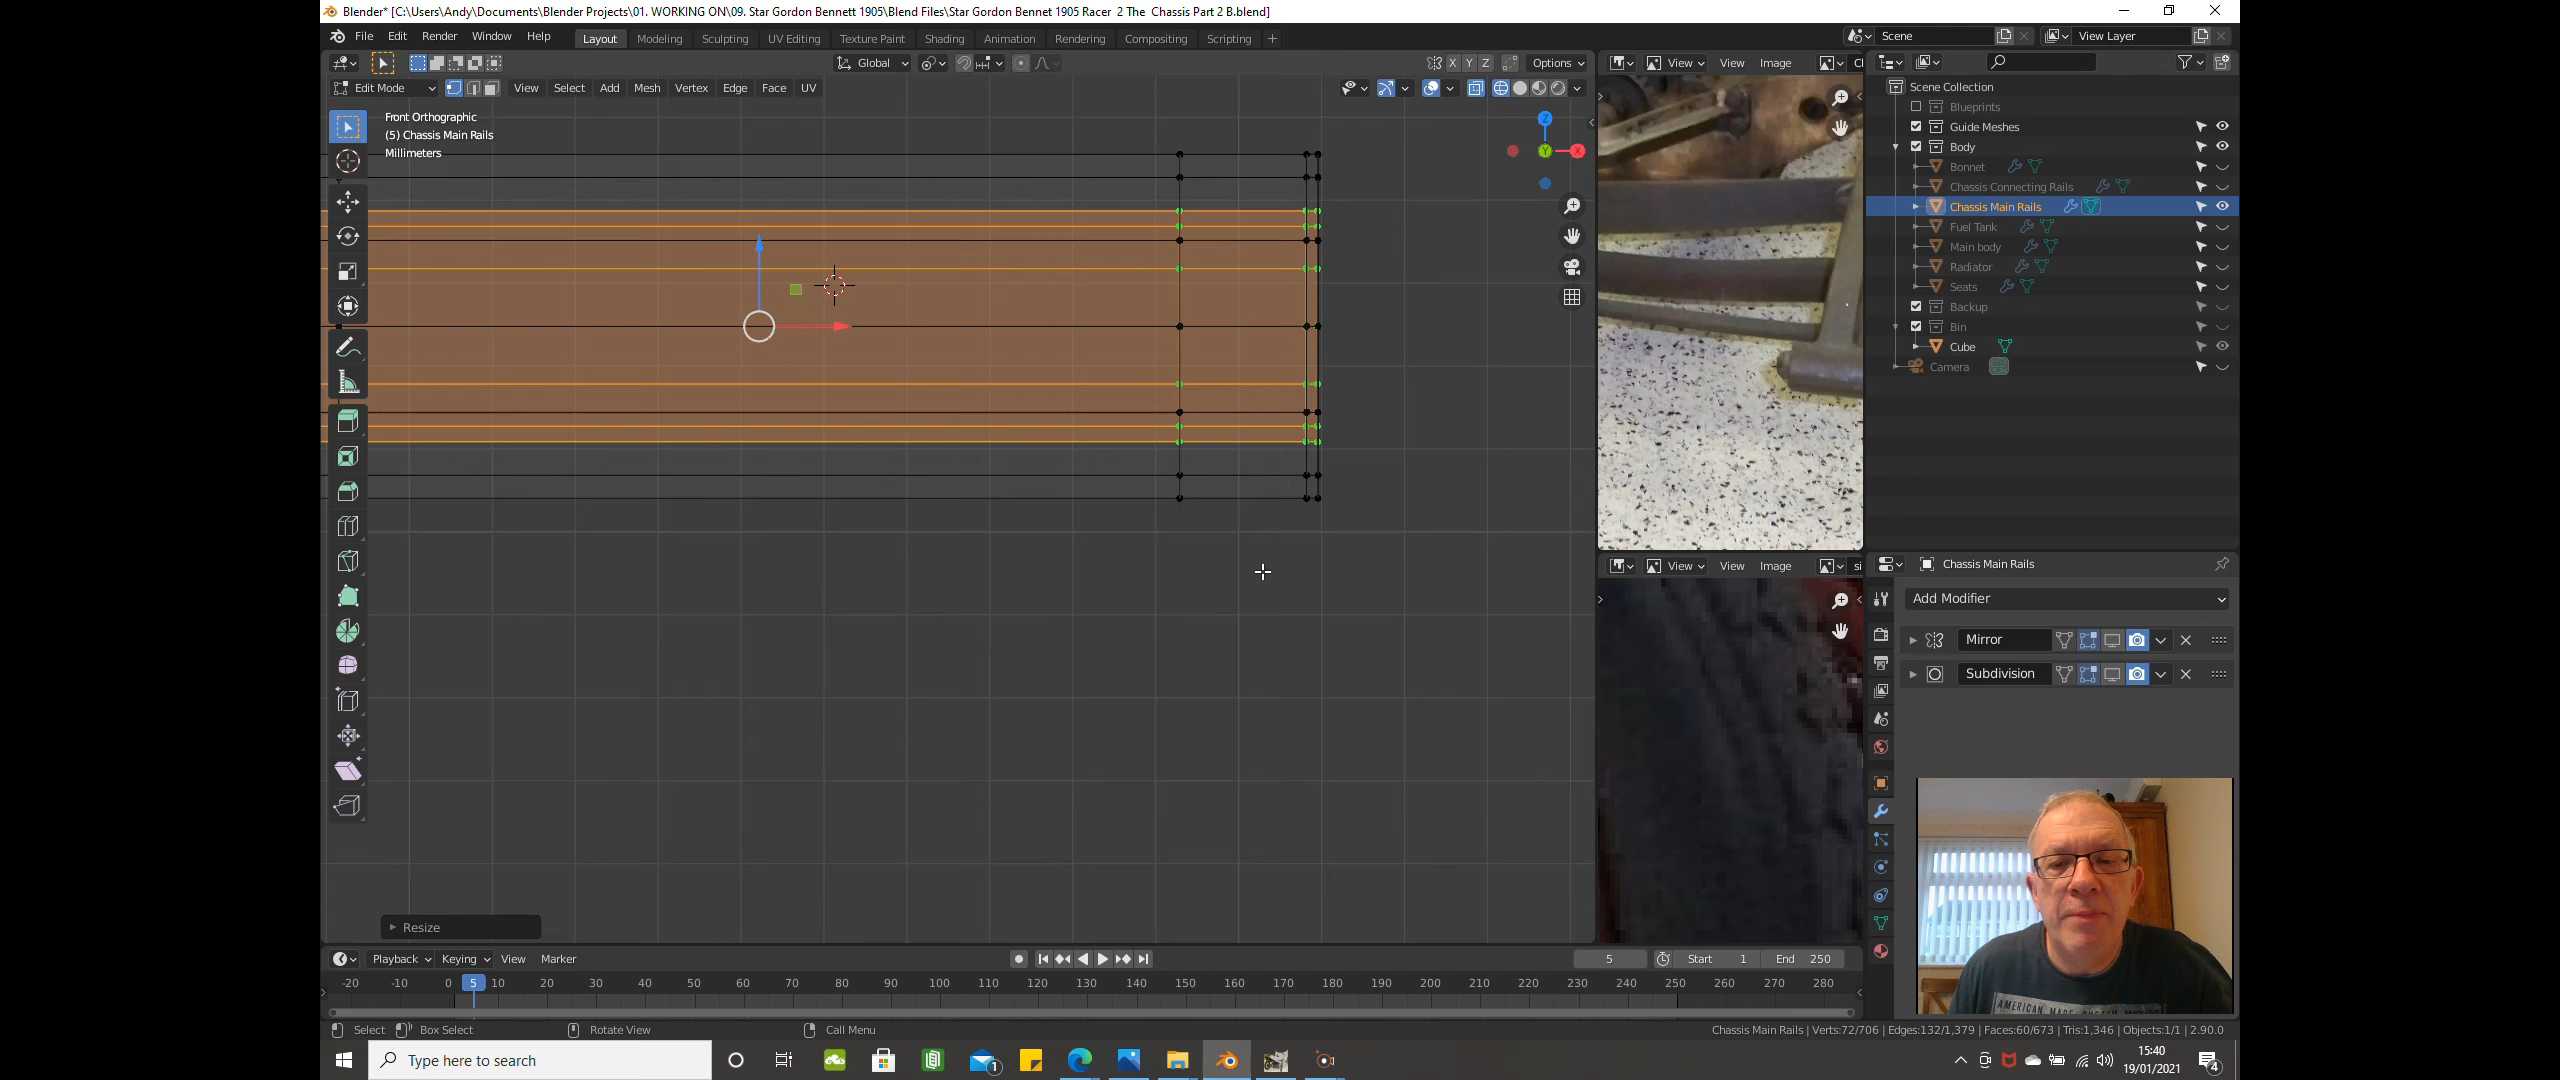 Blender* [C:\Users\Andy\Documents\Blender Projects\01. WORKING ON\09. Star Gordon Bennett 1905\Blend Files\Star Gordon Bennet 1905 Racer  2 The  Chassis Part 2 B.blend]
File Edit Render Window Help
Layout Modeling Sculpting UV Editing Texture Paint Shading Animation Rendering Compositing Scripting +
Scene
View Layer
Global
X Y Z
Options
View
View Image
Edit Mode
View Select Add Mesh Vertex Edge Face UV
Front Orthographic
(5) Chassis Main Rails
Millimeters
Z
Y
X
Scene Collection
Blueprints
Guide Meshes
Body
Bonnet
Chassis Connecting Rails
Chassis Main Rails
Fuel Tank
Main body
Radiator
Seats
Backup
Bin
Cube
Camera
View
View Image
si
Chassis Main Rails
Add Modifier
Mirror
Subdivision
AMERICAN
Resize
Playback Keying View Marker
5
Start 1
End 250
-20 -10 0 5 10 20 30 40 50 60 70 80 90 100 110 120 130 140 150 160 170 180 190 200 210 220 230 240 250 260 270 280
Select Box Select Rotate View Call Menu
Chassis Main Rails | Verts:72/706 | Edges:132/1,379 | Faces:60/673 | Tris:1,346 | Objects:1/1 | 2.90.0
Type here to search
1
15:40
19/01/2021
4